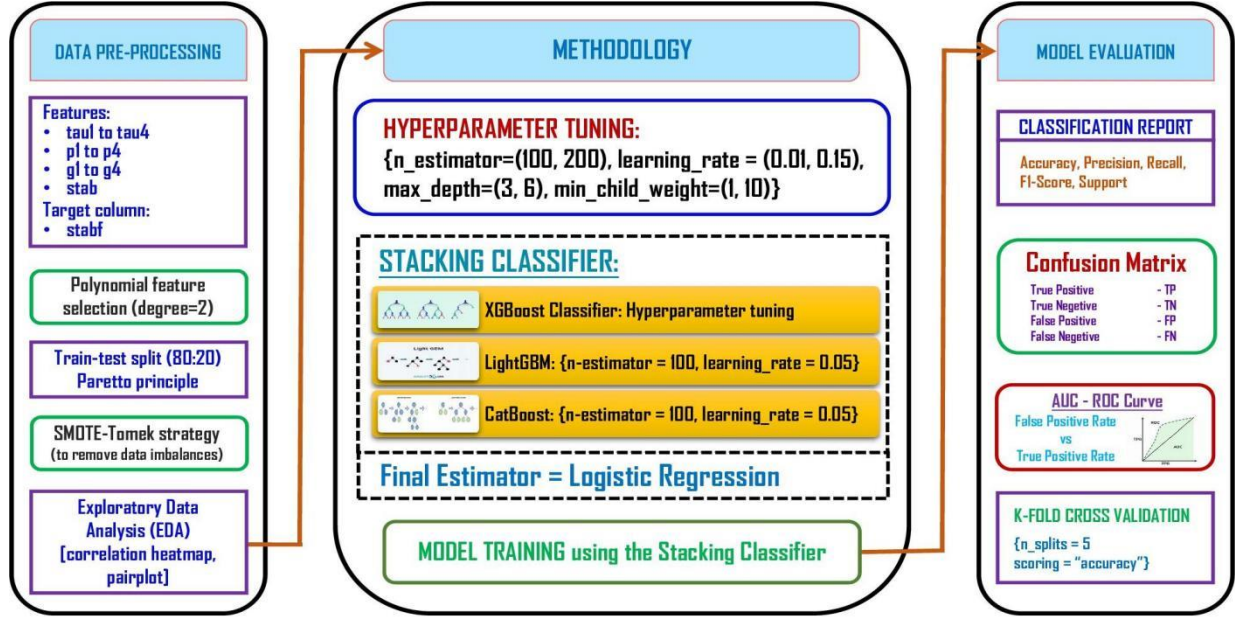 DATA PRE-PROCESSING
Features:
• tau1 to tau4
• p1 to p4
• g1 to g4
• stab
Target column:
• stabf
Polynomial feature
selection (degree=2)
Train-test split (80:20)
Paretto principle
SMOTE-Tomek strategy
(to remove data imbalances)
Exploratory Data
Analysis (EDA)
[correlation heatmap,
pairplot]
METHODOLOGY
HYPERPARAMETER TUNING:
{n_estimator=(100, 200), learning_rate = (0.01, 0.15),
max_depth=(3, 6), min_child_weight=(1, 10)}
STACKING CLASSIFIER:
XGBoost Classifier: Hyperparameter tuning
Light GBM
LightGBM: {n-estimator = 100, learning_rate = 0.05}
CatBoost: {n-estimator = 100, learning_rate = 0.05}
Final Estimator = Logistic Regression
MODEL TRAINING using the Stacking Classifier
MODEL EVALUATION
CLASSIFICATION REPORT
Accuracy, Precision, Recall,
F1-Score, Support
Confusion Matrix
True Positive - TP
True Negetive - TN
False Positive - FP
False Negetive - FN
AUC - ROC Curve
False Positive Rate
vs
True Positive Rate
ROC
AUC
K-FOLD CROSS VALIDATION
{n_splits = 5
scoring = "accuracy"}